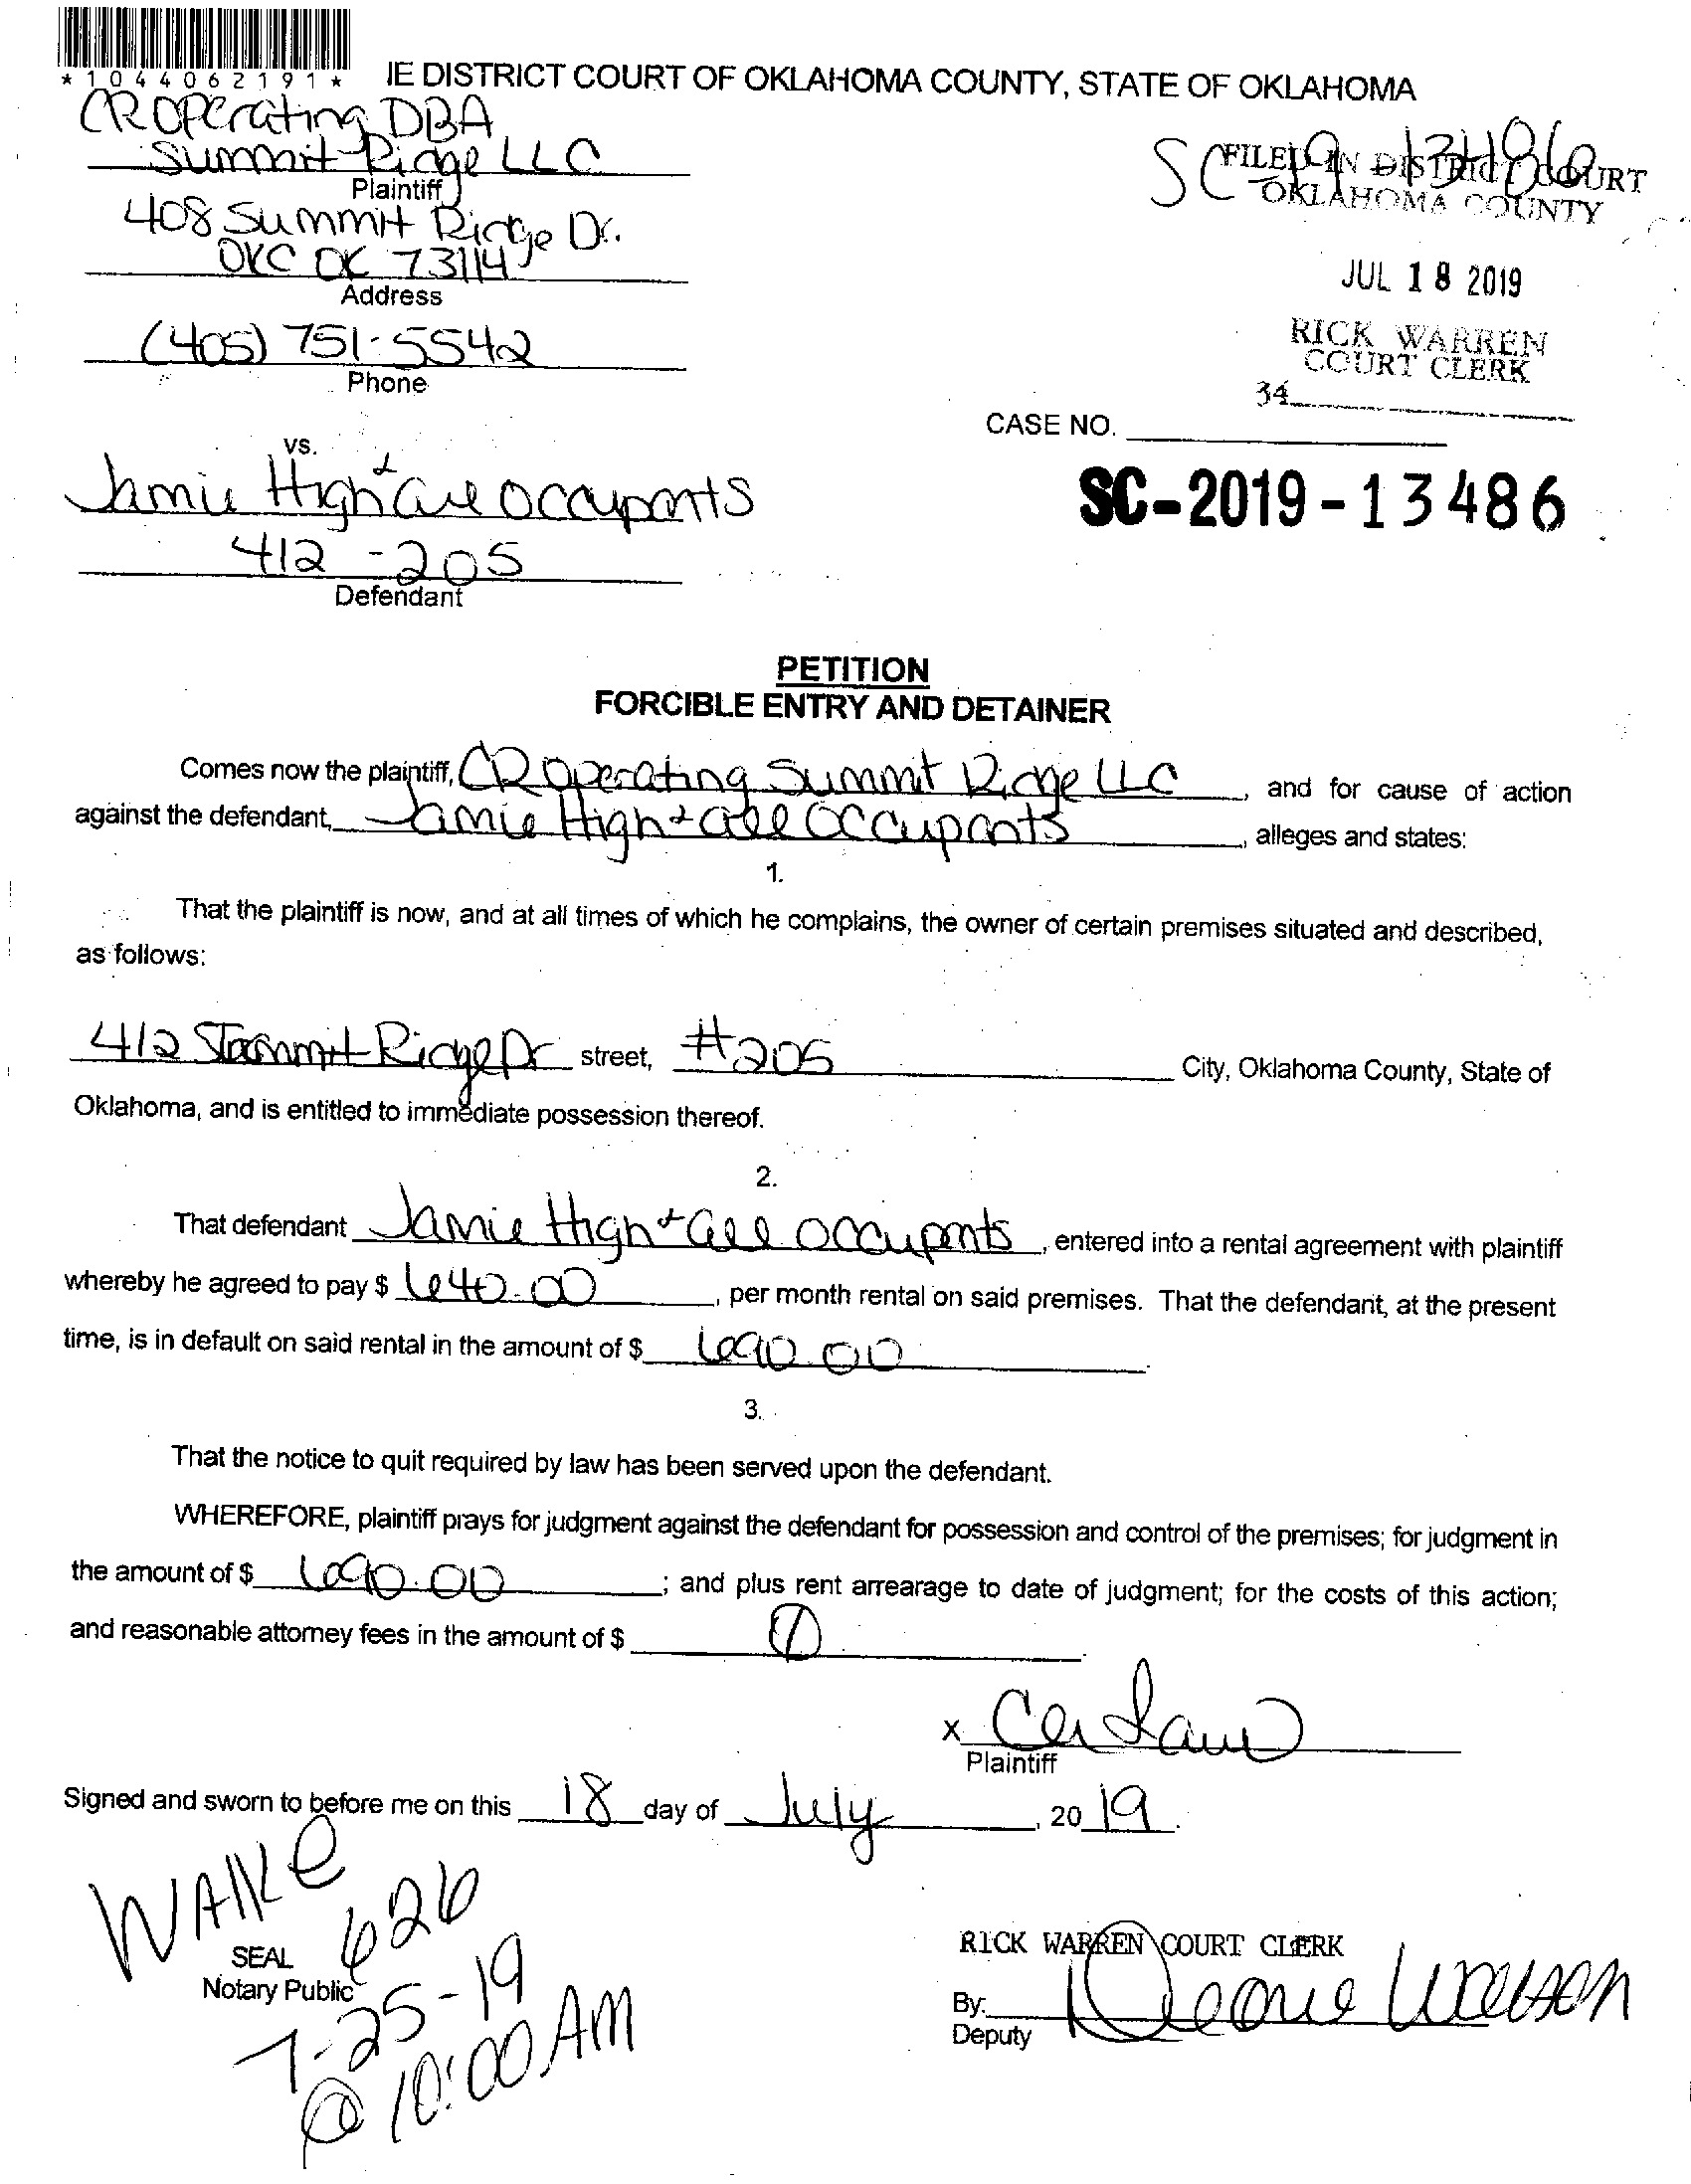 *1044062191*
IE DISTRICT COURT OF OKLAHOMA COUNTY, STATE OF OKLAHOMA
CR Operating DBA
Summit Ridge LLC
Plaintiff
408 Summit Ridge Dr.
OKC OK 73114
Address
(405) 751-5542
Phone
SC-19-13486
FILED IN DISTRICT COURT
OKLAHOMA COUNTY
JUL 18 2019
RICK WARREN
COURT CLERK
34
CASE NO.
SC-2019-13486
vs.
Jamie High + all occupants
412 - 205
Defendant
PETITION
FORCIBLE ENTRY AND DETAINER
Comes now the plaintiff, CR Operating Summit Ridge LLC, and for cause of action
against the defendant, Jamie High + all occupants, alleges and states:
1.
That the plaintiff is now, and at all times of which he complains, the owner of certain premises situated and described,
as follows:
412 Summit Ridge Dr street, #205 City, Oklahoma County, State of
Oklahoma, and is entitled to immediate possession thereof.
2.
That defendant Jamie High + all occupants, entered into a rental agreement with plaintiff
whereby he agreed to pay $ 640.00, per month rental on said premises. That the defendant, at the present
time, is in default on said rental in the amount of $ 690.00.
3.
That the notice to quit required by law has been served upon the defendant.
WHEREFORE, plaintiff prays for judgment against the defendant for possession and control of the premises; for judgment in
the amount of $ 690.00; and plus rent arrearage to date of judgment; for the costs of this action;
and reasonable attorney fees in the amount of $ 0.
x
Plaintiff
Signed and sworn to before me on this 18 day of July, 2019.
WAlke
626
SEAL
Notary Public
7-25-19
@ 10:00 AM
RICK WARREN COURT CLERK
By:
Deputy